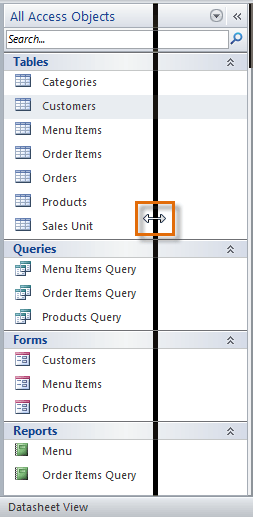 All Access Objects
Search...
Tables
Categories
Customers
Menu Items
Order Items
Orders
Products
Sales Unit
Queries
Menu Items Query
Order Items Query
Products Query
Forms
Customers
Menu Items
Products
Reports
Menu
Order Items Query
Datasheet View